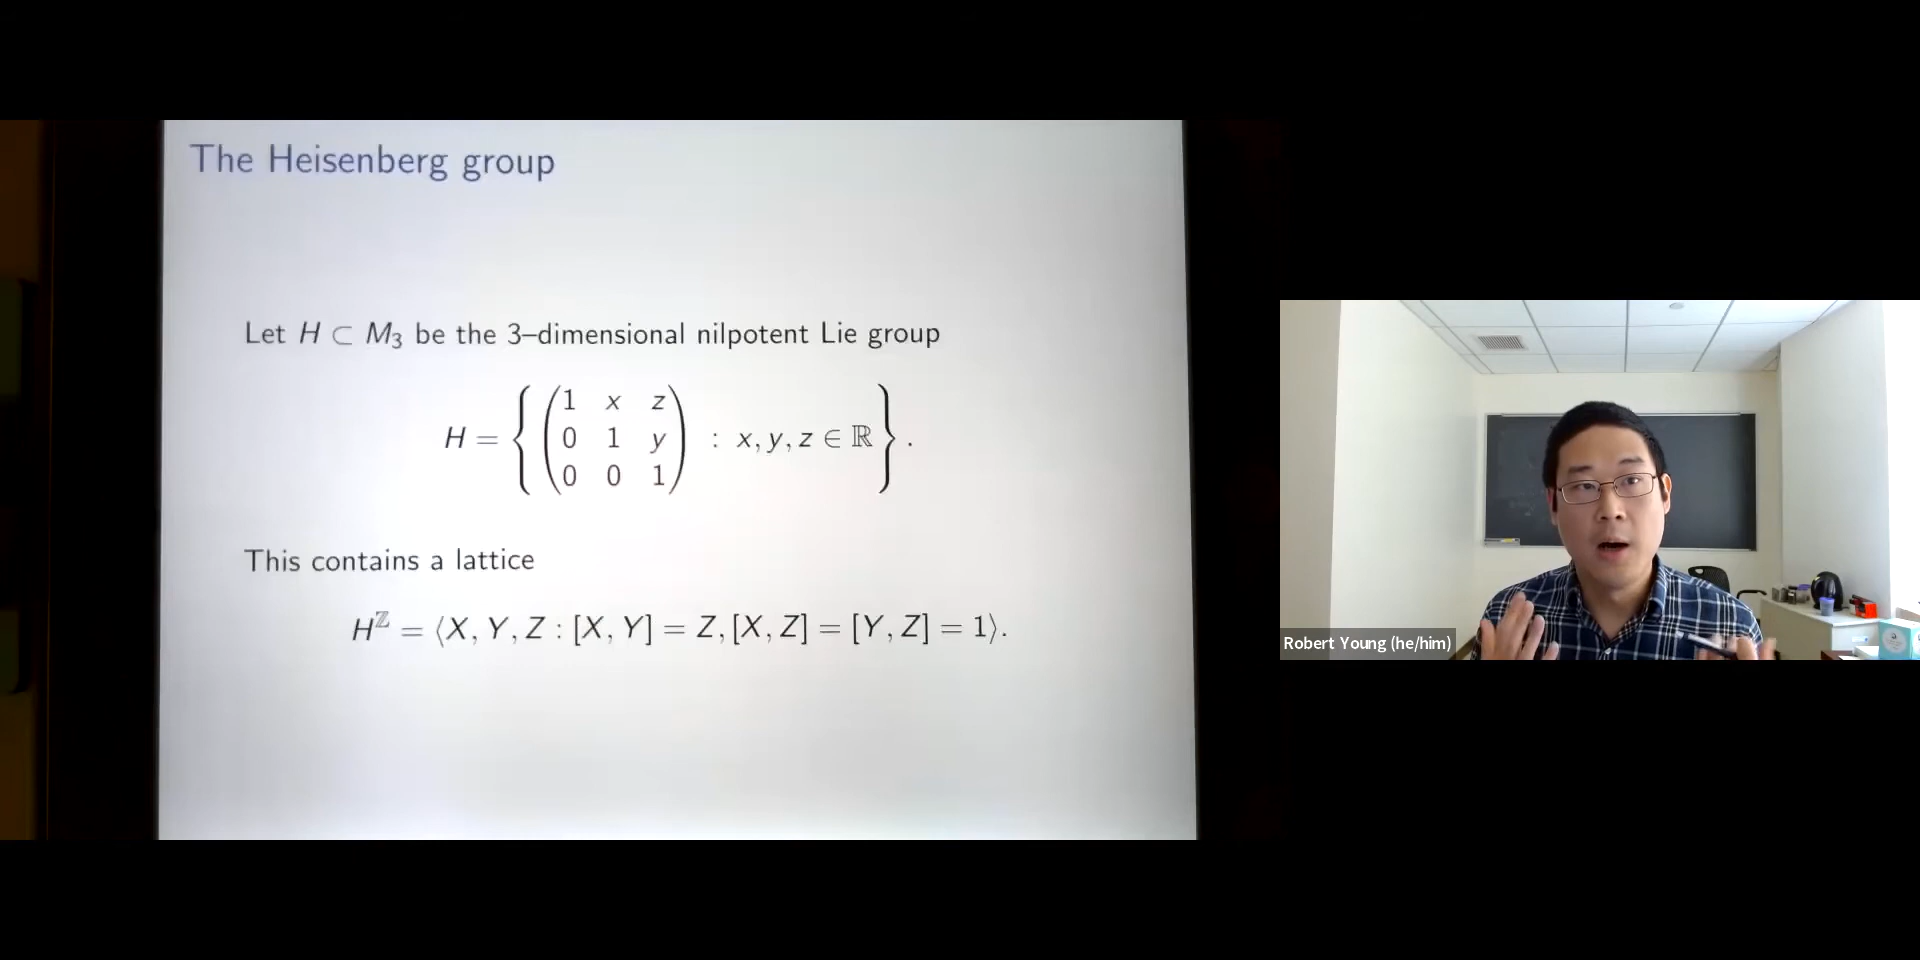 The Heisenberg group
Let H ⊂ M₃ be the 3–dimensional nilpotent Lie group
H = { ( 1 x z
0 1 y
0 0 1 ) : x, y, z ∈ ℝ } .
This contains a lattice
H^ℤ = ⟨X, Y, Z : [X, Y] = Z, [X, Z] = [Y, Z] = 1⟩.
Robert Young (he/him)